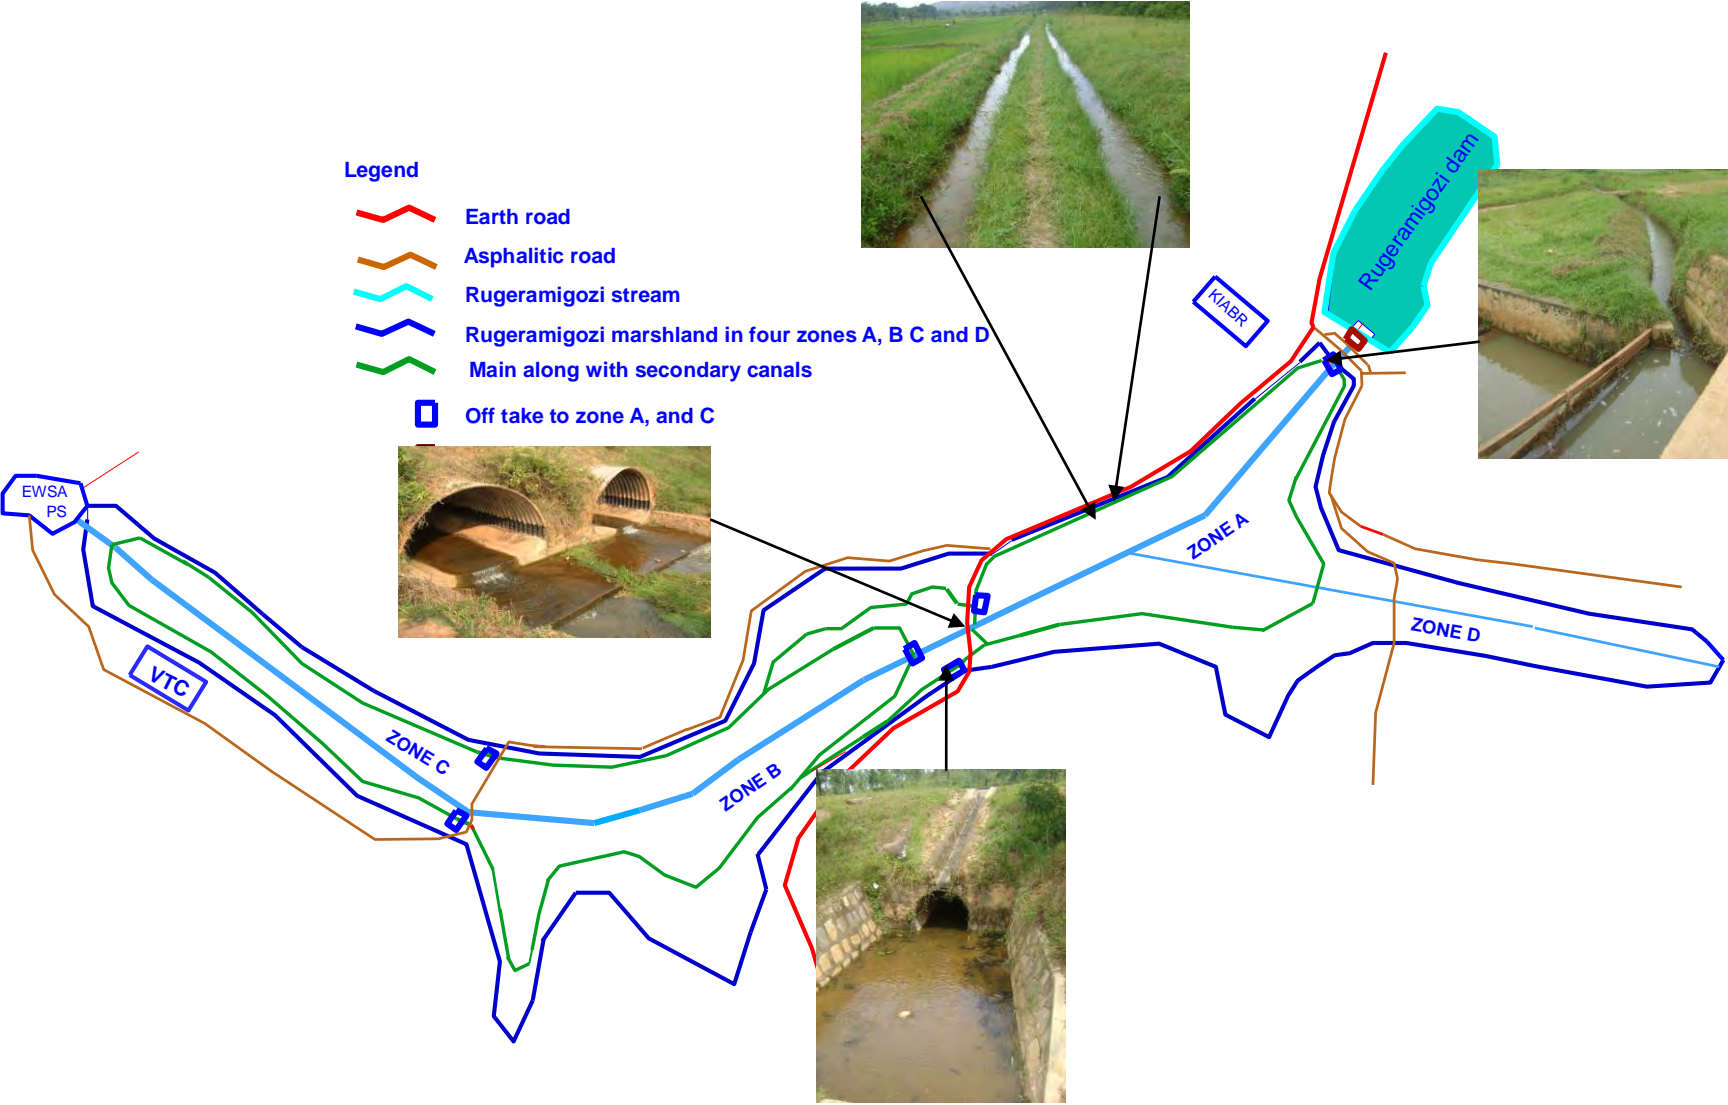 Legend
Earth road
Asphalitic road
Rugeramigozi stream
Rugeramigozi marshland in four zones A, B C and D
Main along with secondary canals
Off take to zone A, and C
Rugeramigozi dam
KIABR
EWSA
PS
ZONE A
ZONE D
VTC
ZONE C
ZONE B